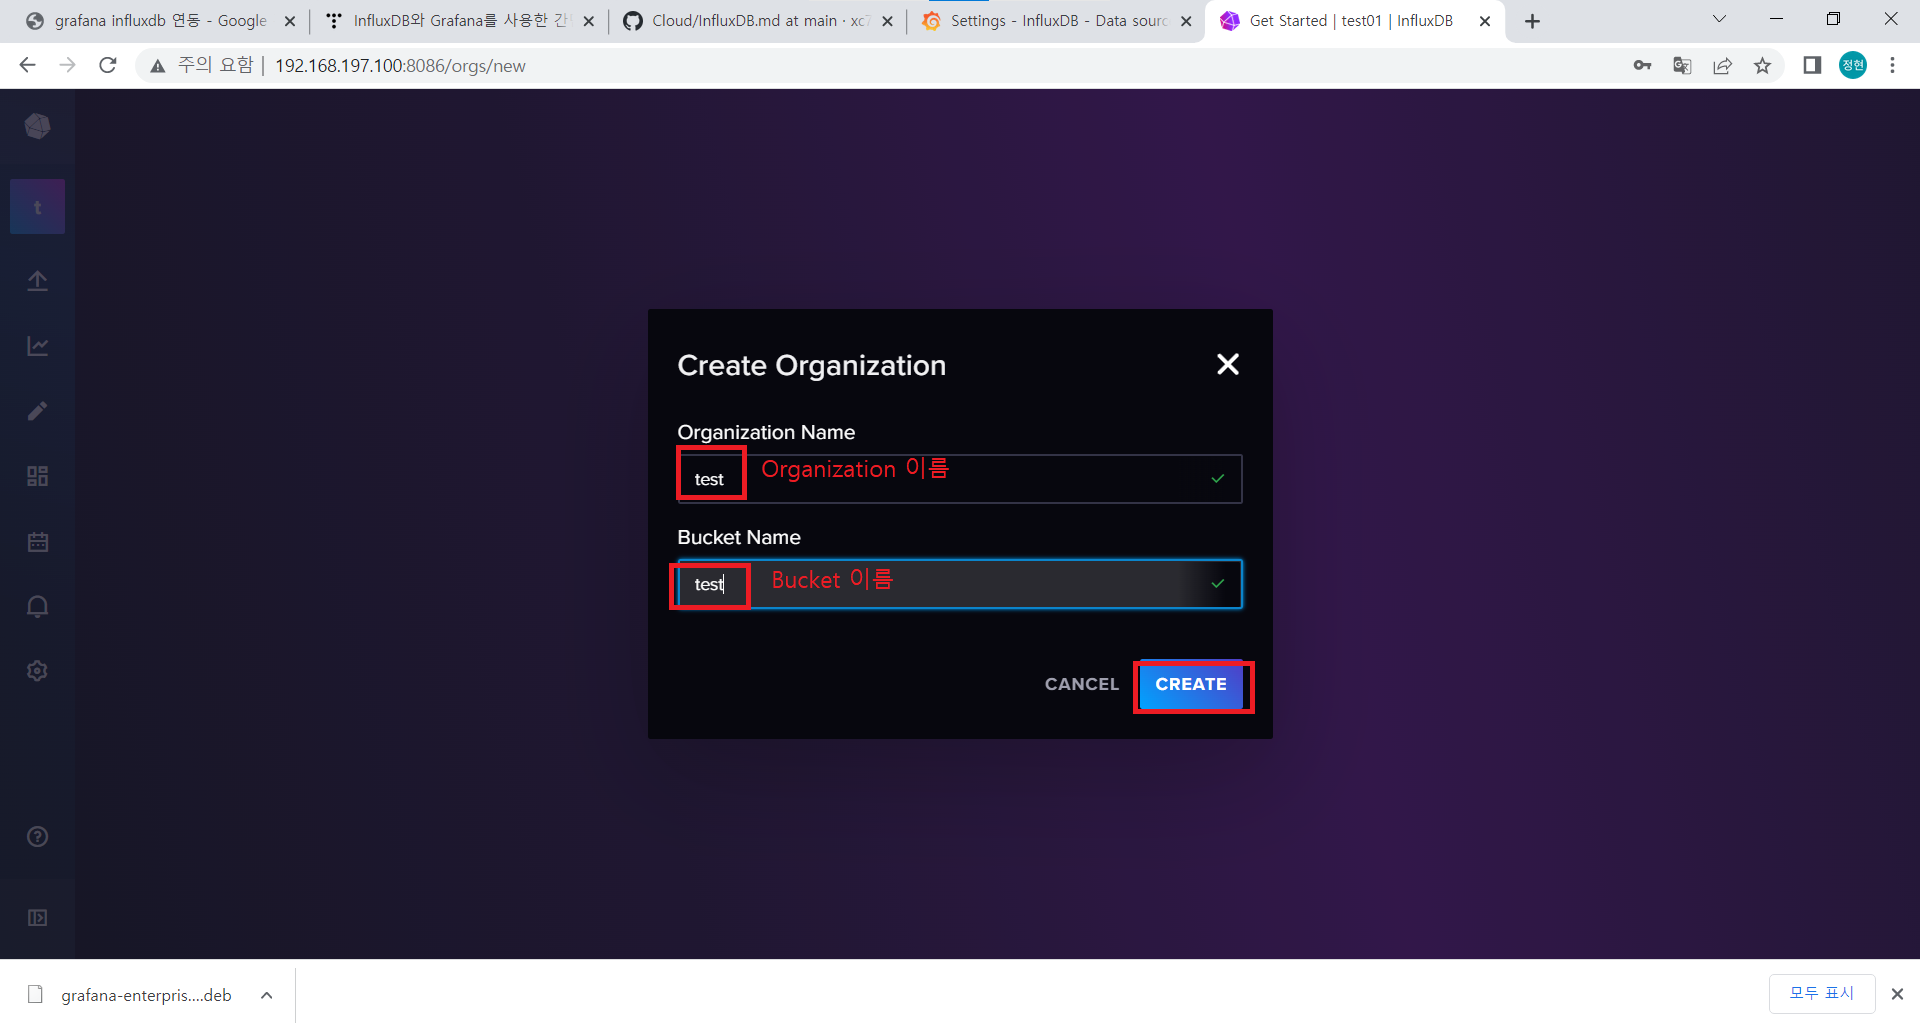 grafana influxdb 연동 - Google
InfluxDB와 Grafana를 사용한 간
Cloud/InfluxDB.md at main · xc7
Settings - InfluxDB - Data sourc
Get Started | test01 | InfluxDB
주의 요함 | 192.168.197.100:8086/orgs/new
정현
t
Create Organization
Organization Name
test
Organization 이름
Bucket Name
test
Bucket 이름
CANCEL
CREATE
grafana-enterpris....deb
모두 표시